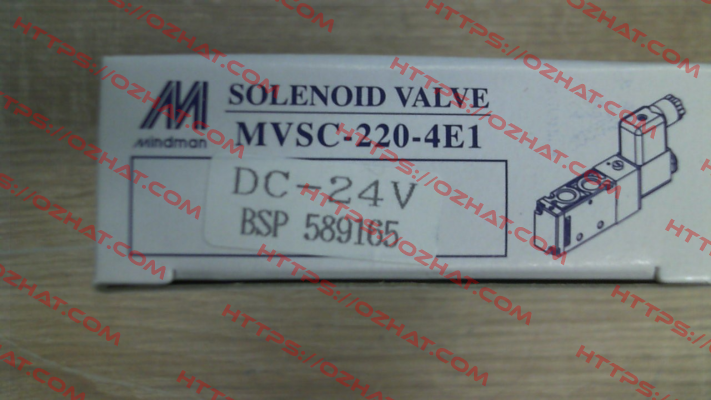 SOLENOID VALVE
Mindman
MVSC-220-4E1
DC-24V
BSP 589165
HTTPS://OZHAT.COM